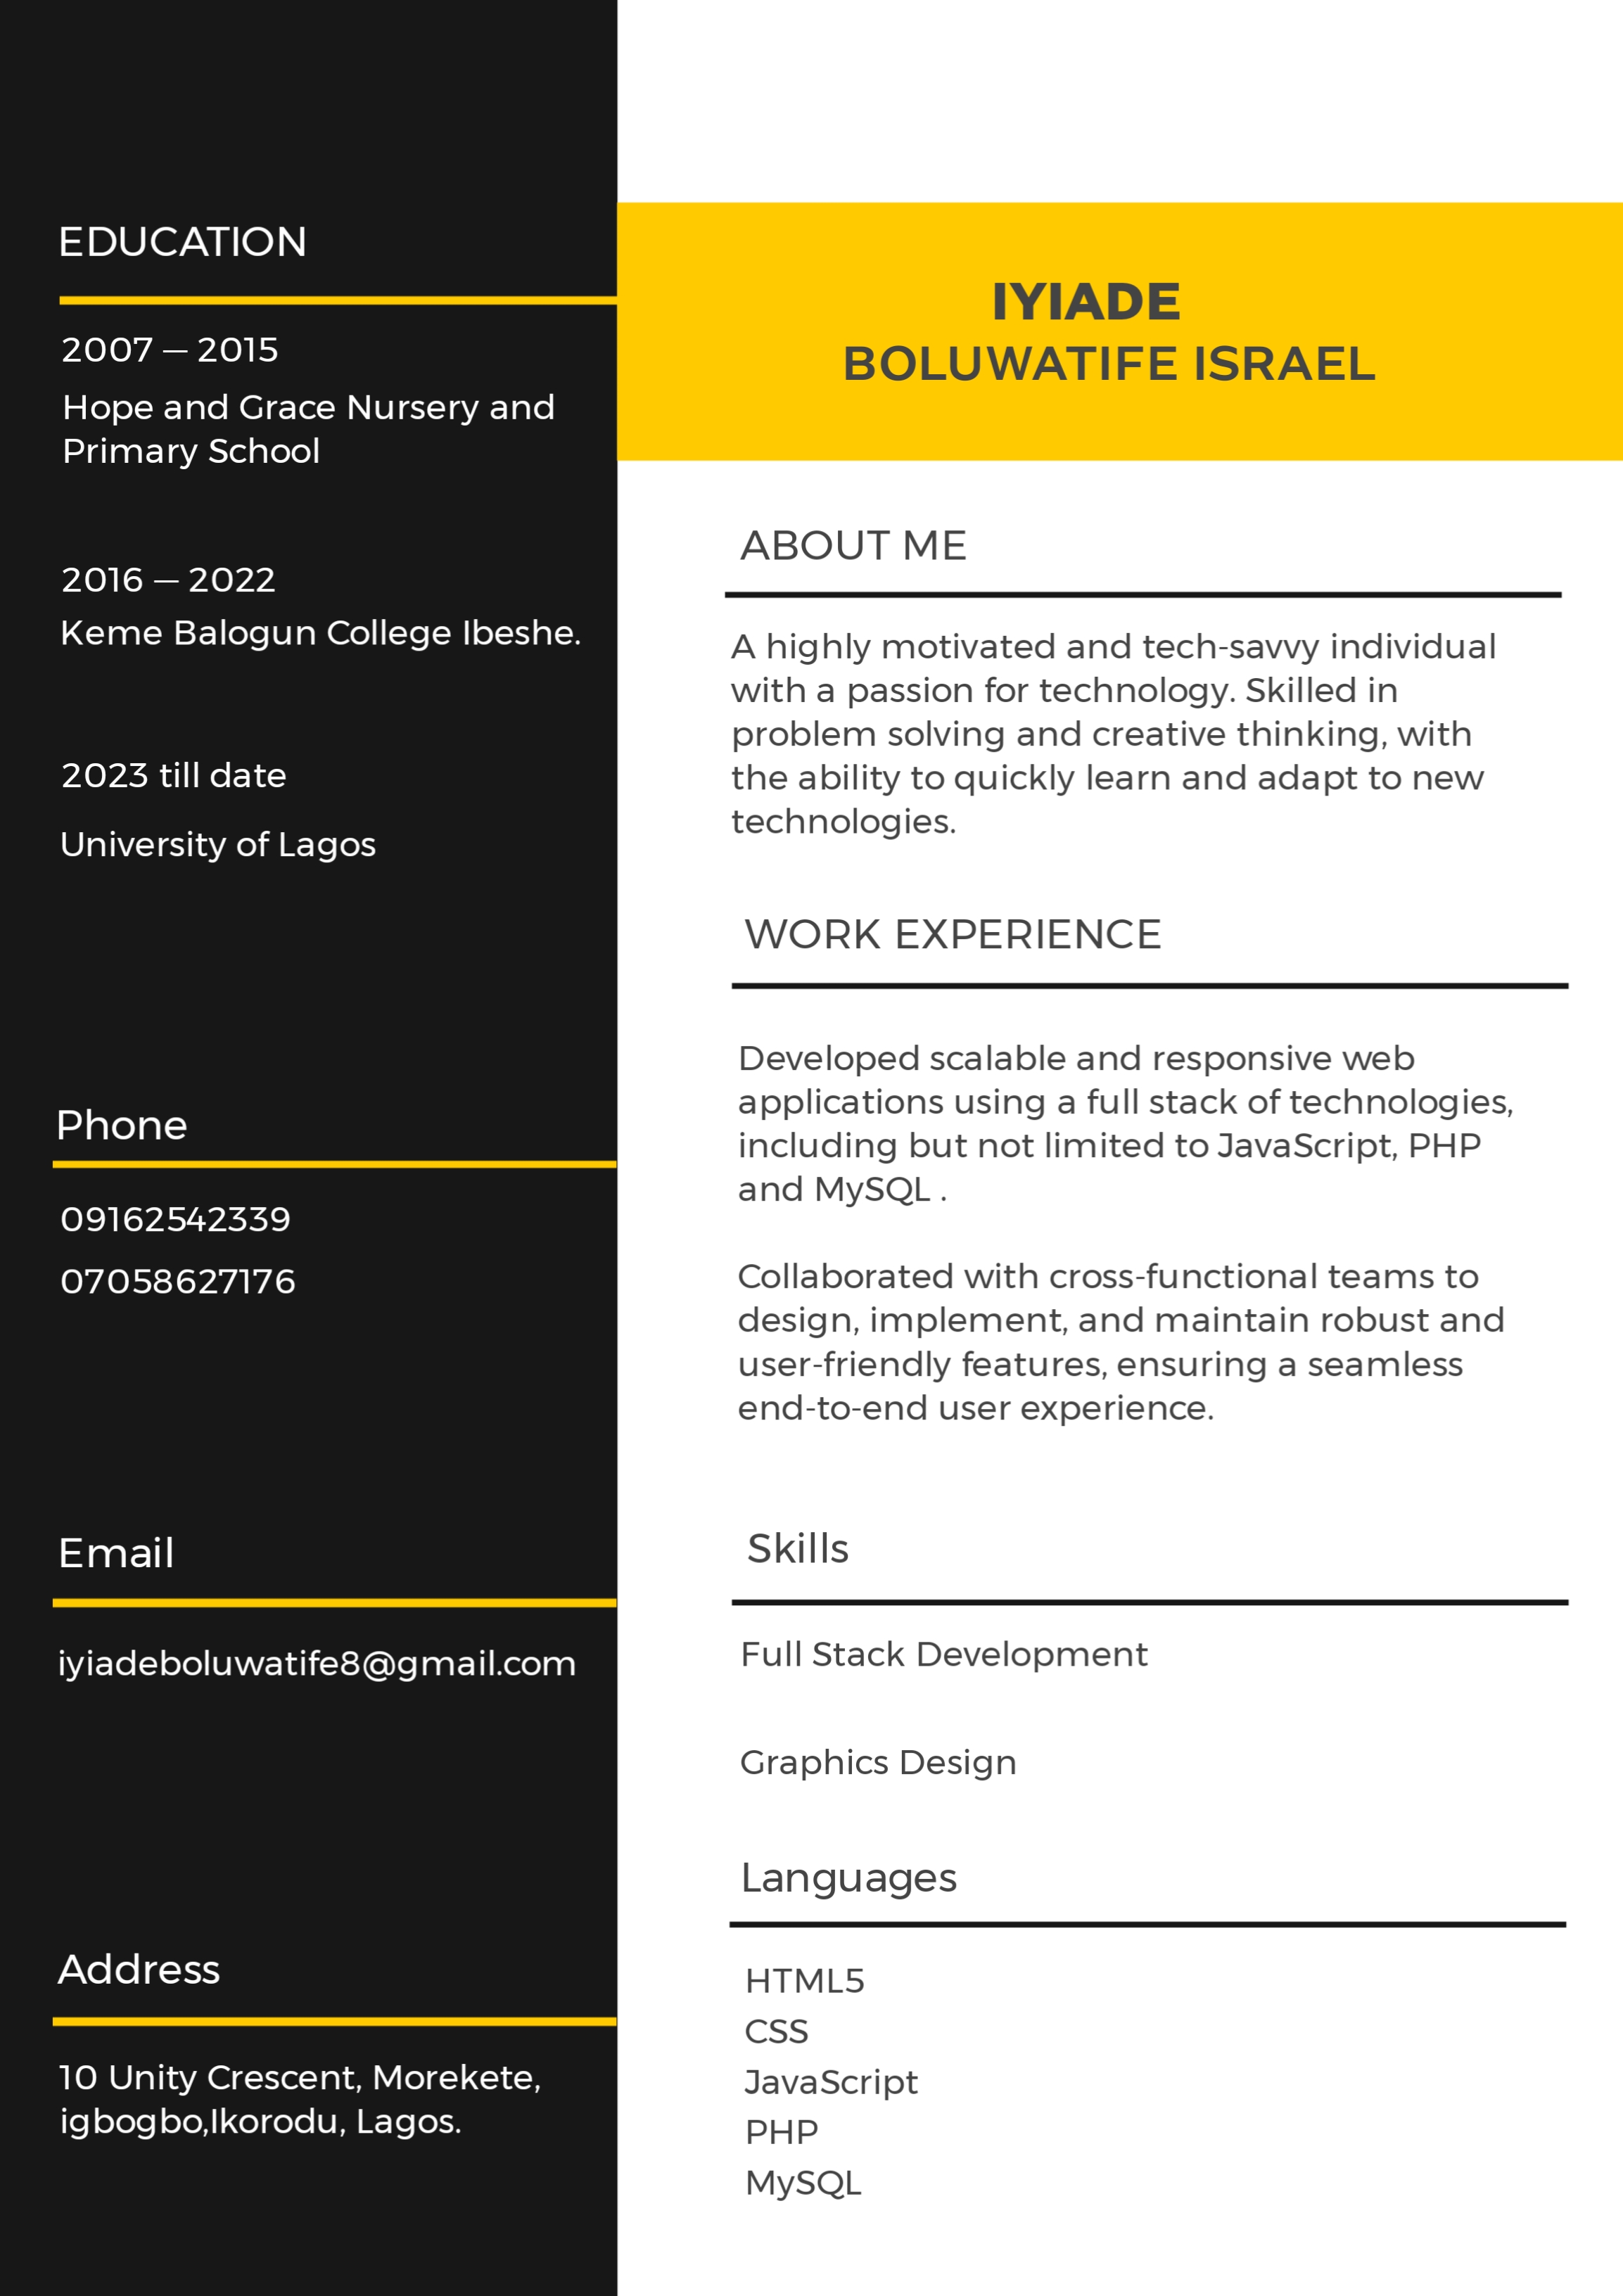 EDUCATION
2007 — 2015
Hope and Grace Nursery and
Primary School
2016 — 2022
Keme Balogun College Ibeshe.
2023 till date
University of Lagos
Phone
09162542339
07058627176
Email
iyiadeboluwatife8@gmail.com
Address
10 Unity Crescent, Morekete,
igbogbo,Ikorodu, Lagos.
IYIADE
BOLUWATIFE ISRAEL
ABOUT ME
A highly motivated and tech-savvy individual
with a passion for technology. Skilled in
problem solving and creative thinking, with
the ability to quickly learn and adapt to new
technologies.
WORK EXPERIENCE
Developed scalable and responsive web
applications using a full stack of technologies,
including but not limited to JavaScript, PHP
and MySQL .
Collaborated with cross-functional teams to
design, implement, and maintain robust and
user-friendly features, ensuring a seamless
end-to-end user experience.
Skills
Full Stack Development
Graphics Design
Languages
HTML5
CSS
JavaScript
PHP
MySQL